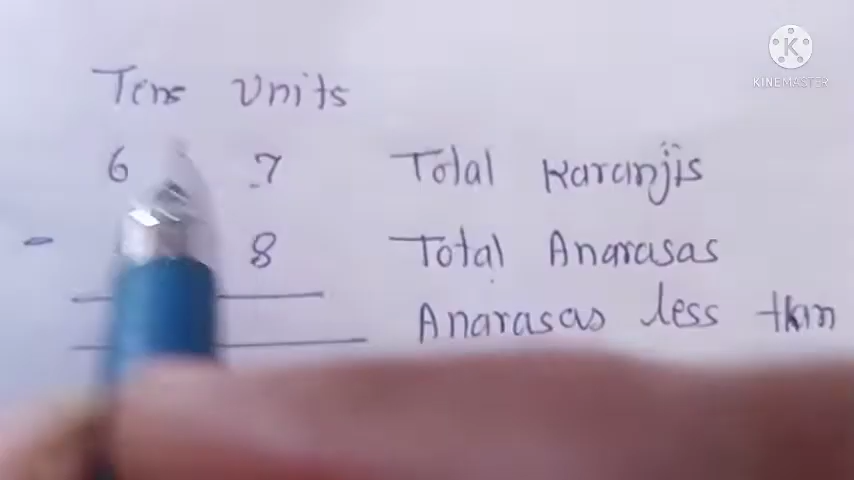 Tens Units
6 7 Total Karanjis
- 8 Total Anarasas
Anarasas less than
K
KINEMASTER